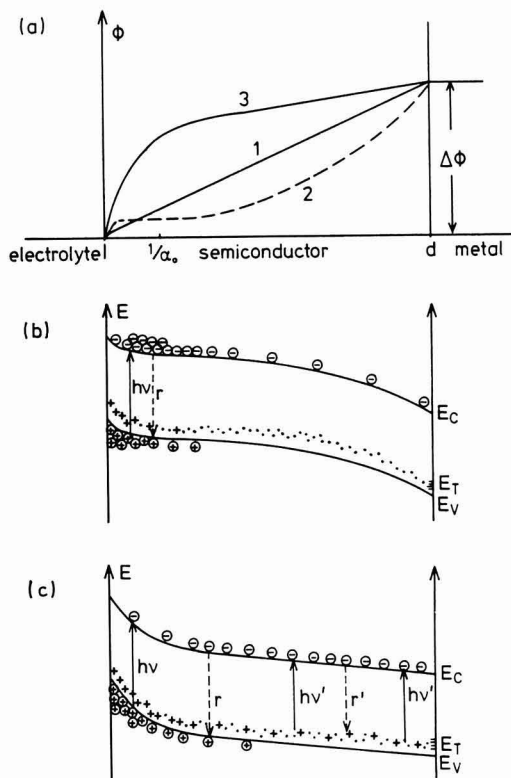 (a)
Φ
3
1
2
ΔΦ
electrolyte 1/α₀ semiconductor d metal
(b)
E
hν
r
E_C
E_T
E_V
(c)
E
hν
r
hν'
r'
hν'
E_C
E_T
E_V